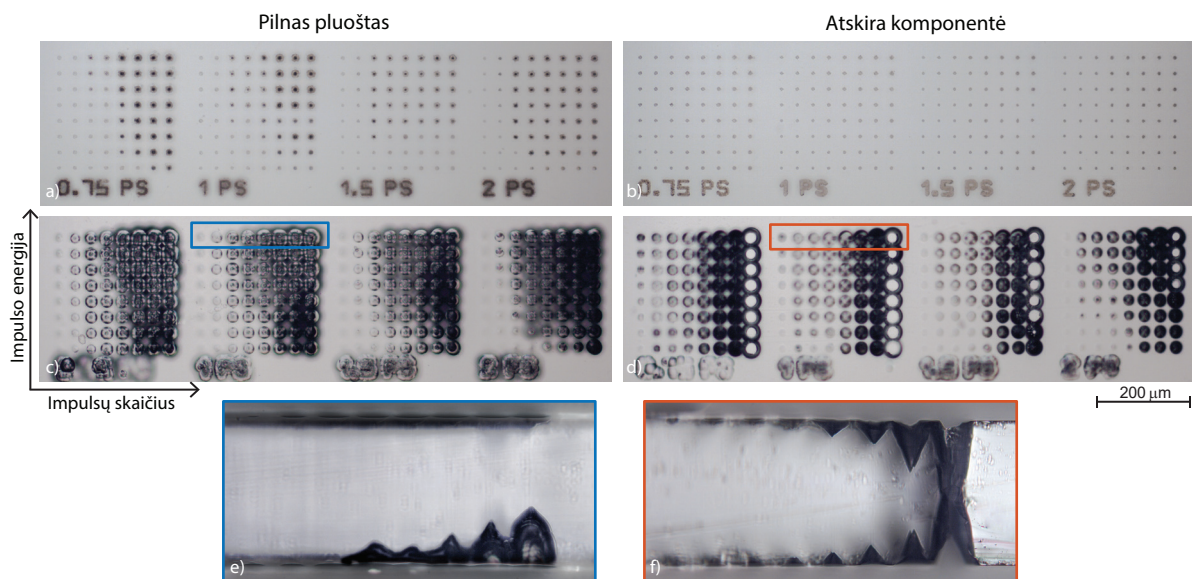 Pilnas pluoštas
Atskira komponentė
a) 0.75 PS 1 PS 1.5 PS 2 PS
b) 0.75 PS 1 PS 1.5 PS 2 PS
Impulso energija
c)
d)
Impulsų skaičius
200 µm
e)
f)